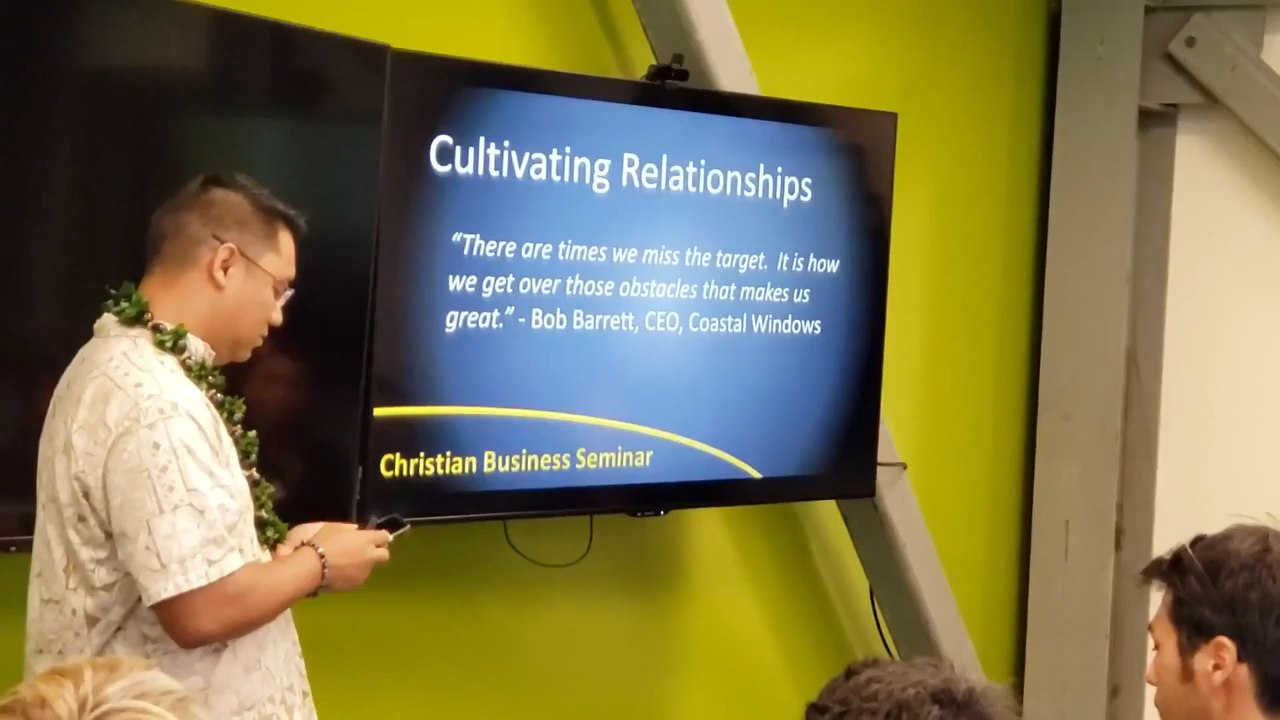 Cultivating Relationships
“There are times we miss the target. It is how
we get over those obstacles that makes us
great.” - Bob Barrett, CEO, Coastal Windows
Christian Business Seminar